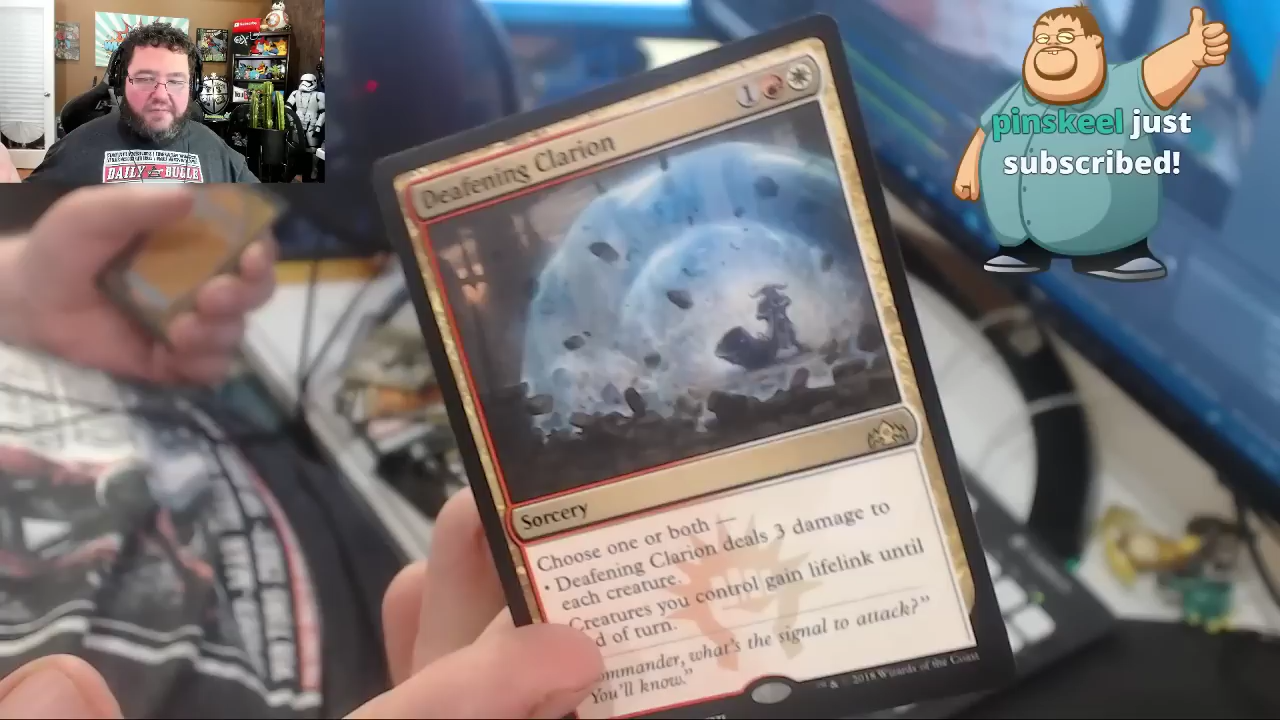 DAILY BUGLE
pinskeel just
subscribed!
Deafening Clarion
1
Sorcery
Choose one or both —
• Deafening Clarion deals 3 damage to
each creature.
Creatures you control gain lifelink until
d of turn.
ommander, what's the signal to attack?"
You'll know."
& © 2018 Wizards of the Coast